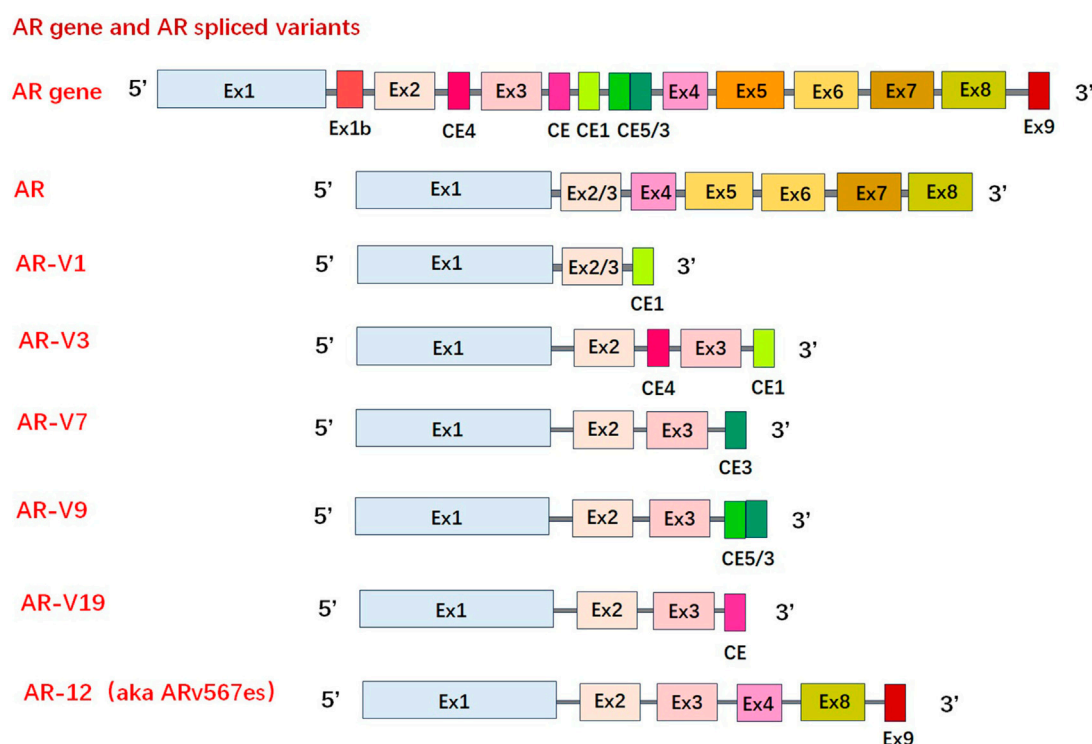 AR gene and AR spliced variants
AR gene 5’ Ex1 Ex2 Ex3 Ex4 Ex5 Ex6 Ex7 Ex8 3’
Ex1b CE4 CE CE1 CE5/3 Ex9
AR 5’ Ex1 Ex2/3 Ex4 Ex5 Ex6 Ex7 Ex8 3’
AR-V1 5’ Ex1 Ex2/3 3’
CE1
AR-V3 5’ Ex1 Ex2 Ex3 3’
CE4 CE1
AR-V7 5’ Ex1 Ex2 Ex3 3’
CE3
AR-V9 5’ Ex1 Ex2 Ex3 3’
CE5/3
AR-V19 5’ Ex1 Ex2 Ex3 3’
CE
AR-12（aka ARv567es） 5’ Ex1 Ex2 Ex3 Ex4 Ex8 3’
Ex9